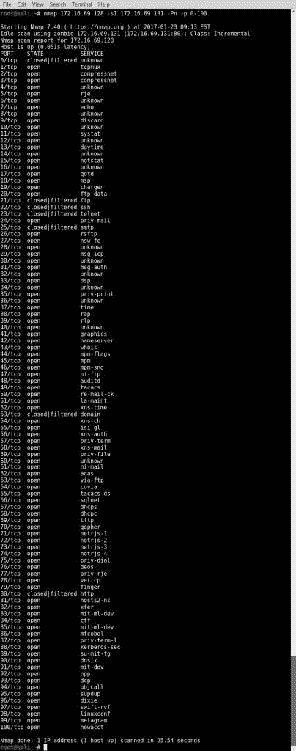 File Edit View Search Terminal Help
root@kali:~# nmap 172.16.69.128 -sI 172.16.69.131 -Pn -p 0-100
Starting Nmap 7.40 ( https://nmap.org ) at 2017-01-23 09:13 EST
Idle scan using zombie 172.16.69.131 (172.16.69.131:80); Class: Incremental
Nmap scan report for 172.16.69.128
Host is up (0.051s latency).
PORT STATE SERVICE
0/tcp closed|filtered unknown
1/tcp open tcpmux
2/tcp open compressnet
3/tcp open compressnet
4/tcp open unknown
5/tcp open rje
6/tcp open unknown
7/tcp open echo
8/tcp open unknown
9/tcp open discard
10/tcp open unknown
11/tcp open systat
12/tcp open unknown
13/tcp open daytime
14/tcp open unknown
15/tcp open netstat
16/tcp open unknown
17/tcp open qotd
18/tcp open msp
19/tcp open chargen
20/tcp open ftp-data
21/tcp closed|filtered ftp
22/tcp closed|filtered ssh
23/tcp closed|filtered telnet
24/tcp open priv-mail
25/tcp closed|filtered smtp
26/tcp open rsftp
27/tcp open nsw-fe
28/tcp open unknown
29/tcp open msg-icp
30/tcp open unknown
31/tcp open msg-auth
32/tcp open unknown
33/tcp open dsp
34/tcp open unknown
35/tcp open priv-print
36/tcp open unknown
37/tcp open time
38/tcp open rap
39/tcp open rlp
40/tcp open unknown
41/tcp open graphics
42/tcp open nameserver
43/tcp open whois
44/tcp open mpm-flags
45/tcp open mpm
46/tcp open mpm-snd
47/tcp open ni-ftp
48/tcp open auditd
49/tcp open tacacs
50/tcp open re-mail-ck
51/tcp open la-maint
52/tcp open xns-time
53/tcp closed|filtered domain
54/tcp open xns-ch
55/tcp open isi-gl
56/tcp open xns-auth
57/tcp open priv-term
58/tcp open xns-mail
59/tcp open priv-file
60/tcp open unknown
61/tcp open ni-mail
62/tcp open acas
63/tcp open via-ftp
64/tcp open covia
65/tcp open tacacs-ds
66/tcp open sqlnet
67/tcp open dhcps
68/tcp open dhcpc
69/tcp open tftp
70/tcp open gopher
71/tcp open netrjs-1
72/tcp open netrjs-2
73/tcp open netrjs-3
74/tcp open netrjs-4
75/tcp open priv-dial
76/tcp open deos
77/tcp open priv-rje
78/tcp open vettcp
79/tcp open finger
80/tcp closed|filtered http
81/tcp open hosts2-ns
82/tcp open xfer
83/tcp open mit-ml-dev
84/tcp open ctf
85/tcp open mit-ml-dev
86/tcp open mfcobol
87/tcp open priv-term-l
88/tcp open kerberos-sec
89/tcp open su-mit-tg
90/tcp open dnsix
91/tcp open mit-dov
92/tcp open npp
93/tcp open dcp
94/tcp open objcall
95/tcp open supdup
96/tcp open dixie
97/tcp open swift-rvf
98/tcp open linuxconf
99/tcp open metagram
100/tcp open newacct
Nmap done: 1 IP address (1 host up) scanned in 16.54 seconds
root@kali:~#